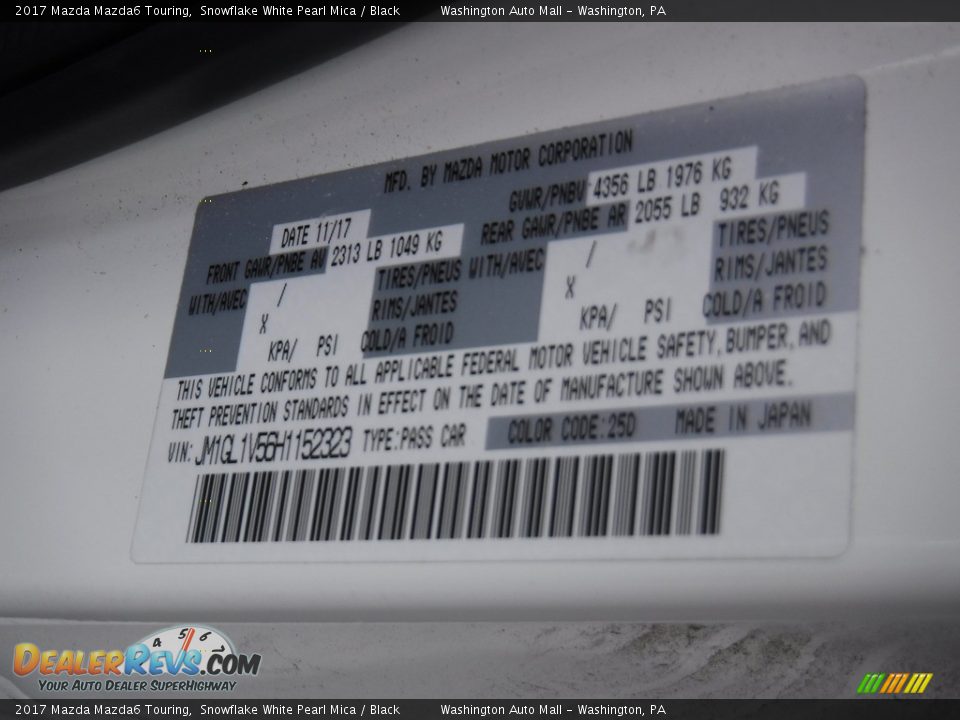 2017 Mazda Mazda6 Touring, Snowflake White Pearl Mica / Black Washington Auto Mall - Washington, PA
MFD. BY MAZDA MOTOR CORPORATION
DATE 11/17 GVWR/PNBV 4356 LB 1976 KG
FRONT GAWR/PNBE AV 2313 LB 1049 KG REAR GAWR/PNBE AR 2055 LB 932 KG
WITH/AVEC / TIRES/PNEUS WITH/AVEC / TIRES/PNEUS
X RIMS/JANTES X RIMS/JANTES
KPA/ PSI COLD/A FROID KPA/ PSI COLD/A FROID
THIS VEHICLE CONFORMS TO ALL APPLICABLE FEDERAL MOTOR VEHICLE SAFETY, BUMPER, AND
THEFT PREVENTION STANDARDS IN EFFECT ON THE DATE OF MANUFACTURE SHOWN ABOVE.
VIN: JM1GL1V56H1152323 TYPE:PASS CAR COLOR CODE:25D MADE IN JAPAN
4 5 6
DEALERREVS.COM
YOUR AUTO DEALER SUPERHIGHWAY
2017 Mazda Mazda6 Touring, Snowflake White Pearl Mica / Black Washington Auto Mall - Washington, PA